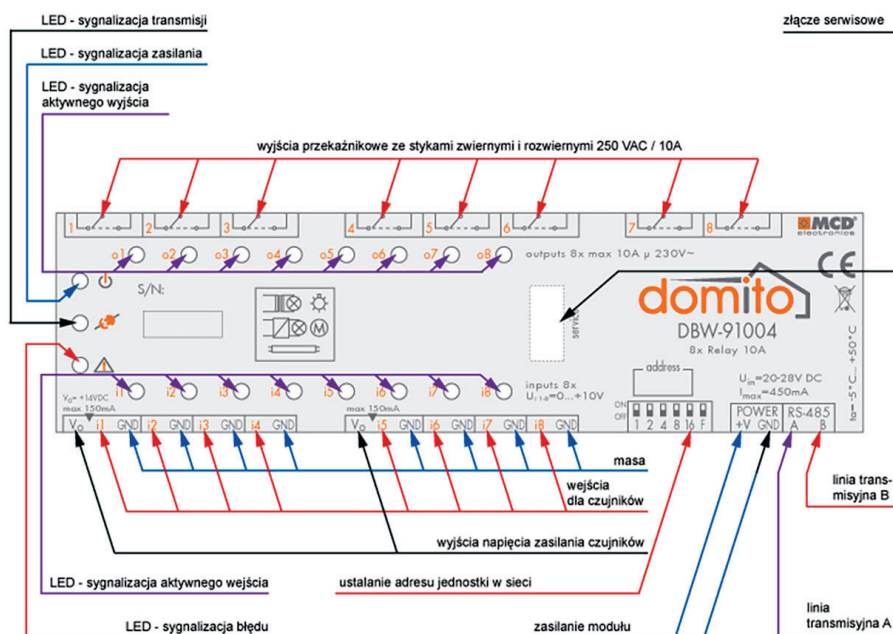 LED - sygnalizacja transmisji
złącze serwisowe
LED - sygnalizacja zasilania
LED - sygnalizacja
aktywnego wyjścia
wyjścia przekaźnikowe ze stykami zwiernymi i rozwiernymi 250 VAC / 10A
1 2 3 4 5 6 7 8
MCD®
electronics
o1 o2 o3 o4 o5 o6 o7 o8 outputs 8x max 10A µ 230V~
CE
S/N:
M
service
domito
DBW-91004
8x Relay 10A
ta= -5°C... +50°C
address
i1 i2 i3 i4 i5 i6 i7 i8 inputs 8x
U I 1-8=0...+10V
Uin=20-28V DC
Imax=450mA
Vo= +14VDC
max 150mA
max 150mA
ON
OFF
1 2 4 8 16 F
POWER RS-485
+V GND A B
Vo i1 GND i2 GND i3 GND i4 GND
Vo i5 GND i6 GND i7 GND i8 GND
masa
wejścia
dla czujników
linia trans-
misyjna B
wyjścia napięcia zasilania czujników
LED - sygnalizacja aktywnego wejścia
ustalanie adresu jednostki w sieci
LED - sygnalizacja błędu
zasilanie modułu
linia
transmisyjna A